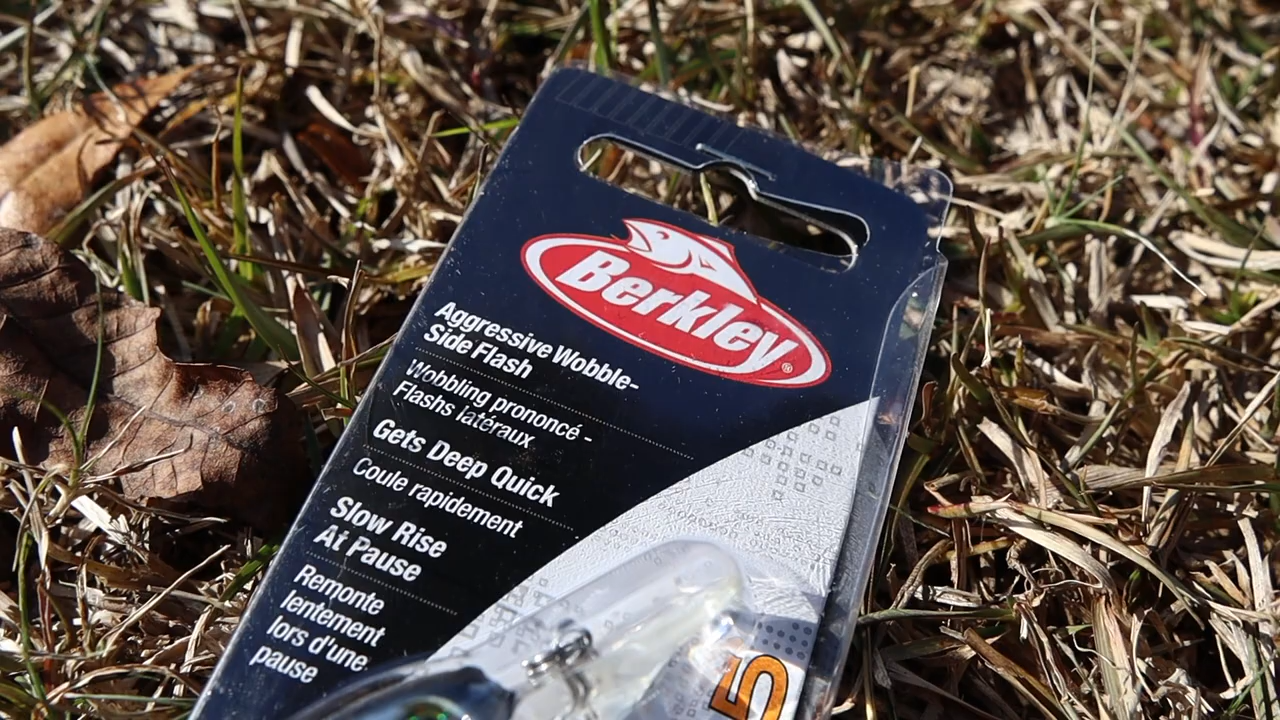 Berkley®
Aggressive Wobble-
Side Flash
Wobbling prononcé -
Flashs latéraux
Gets Deep Quick
Coule rapidement
Slow Rise
At Pause
Remonte
lentement
lors d'une
pause
5